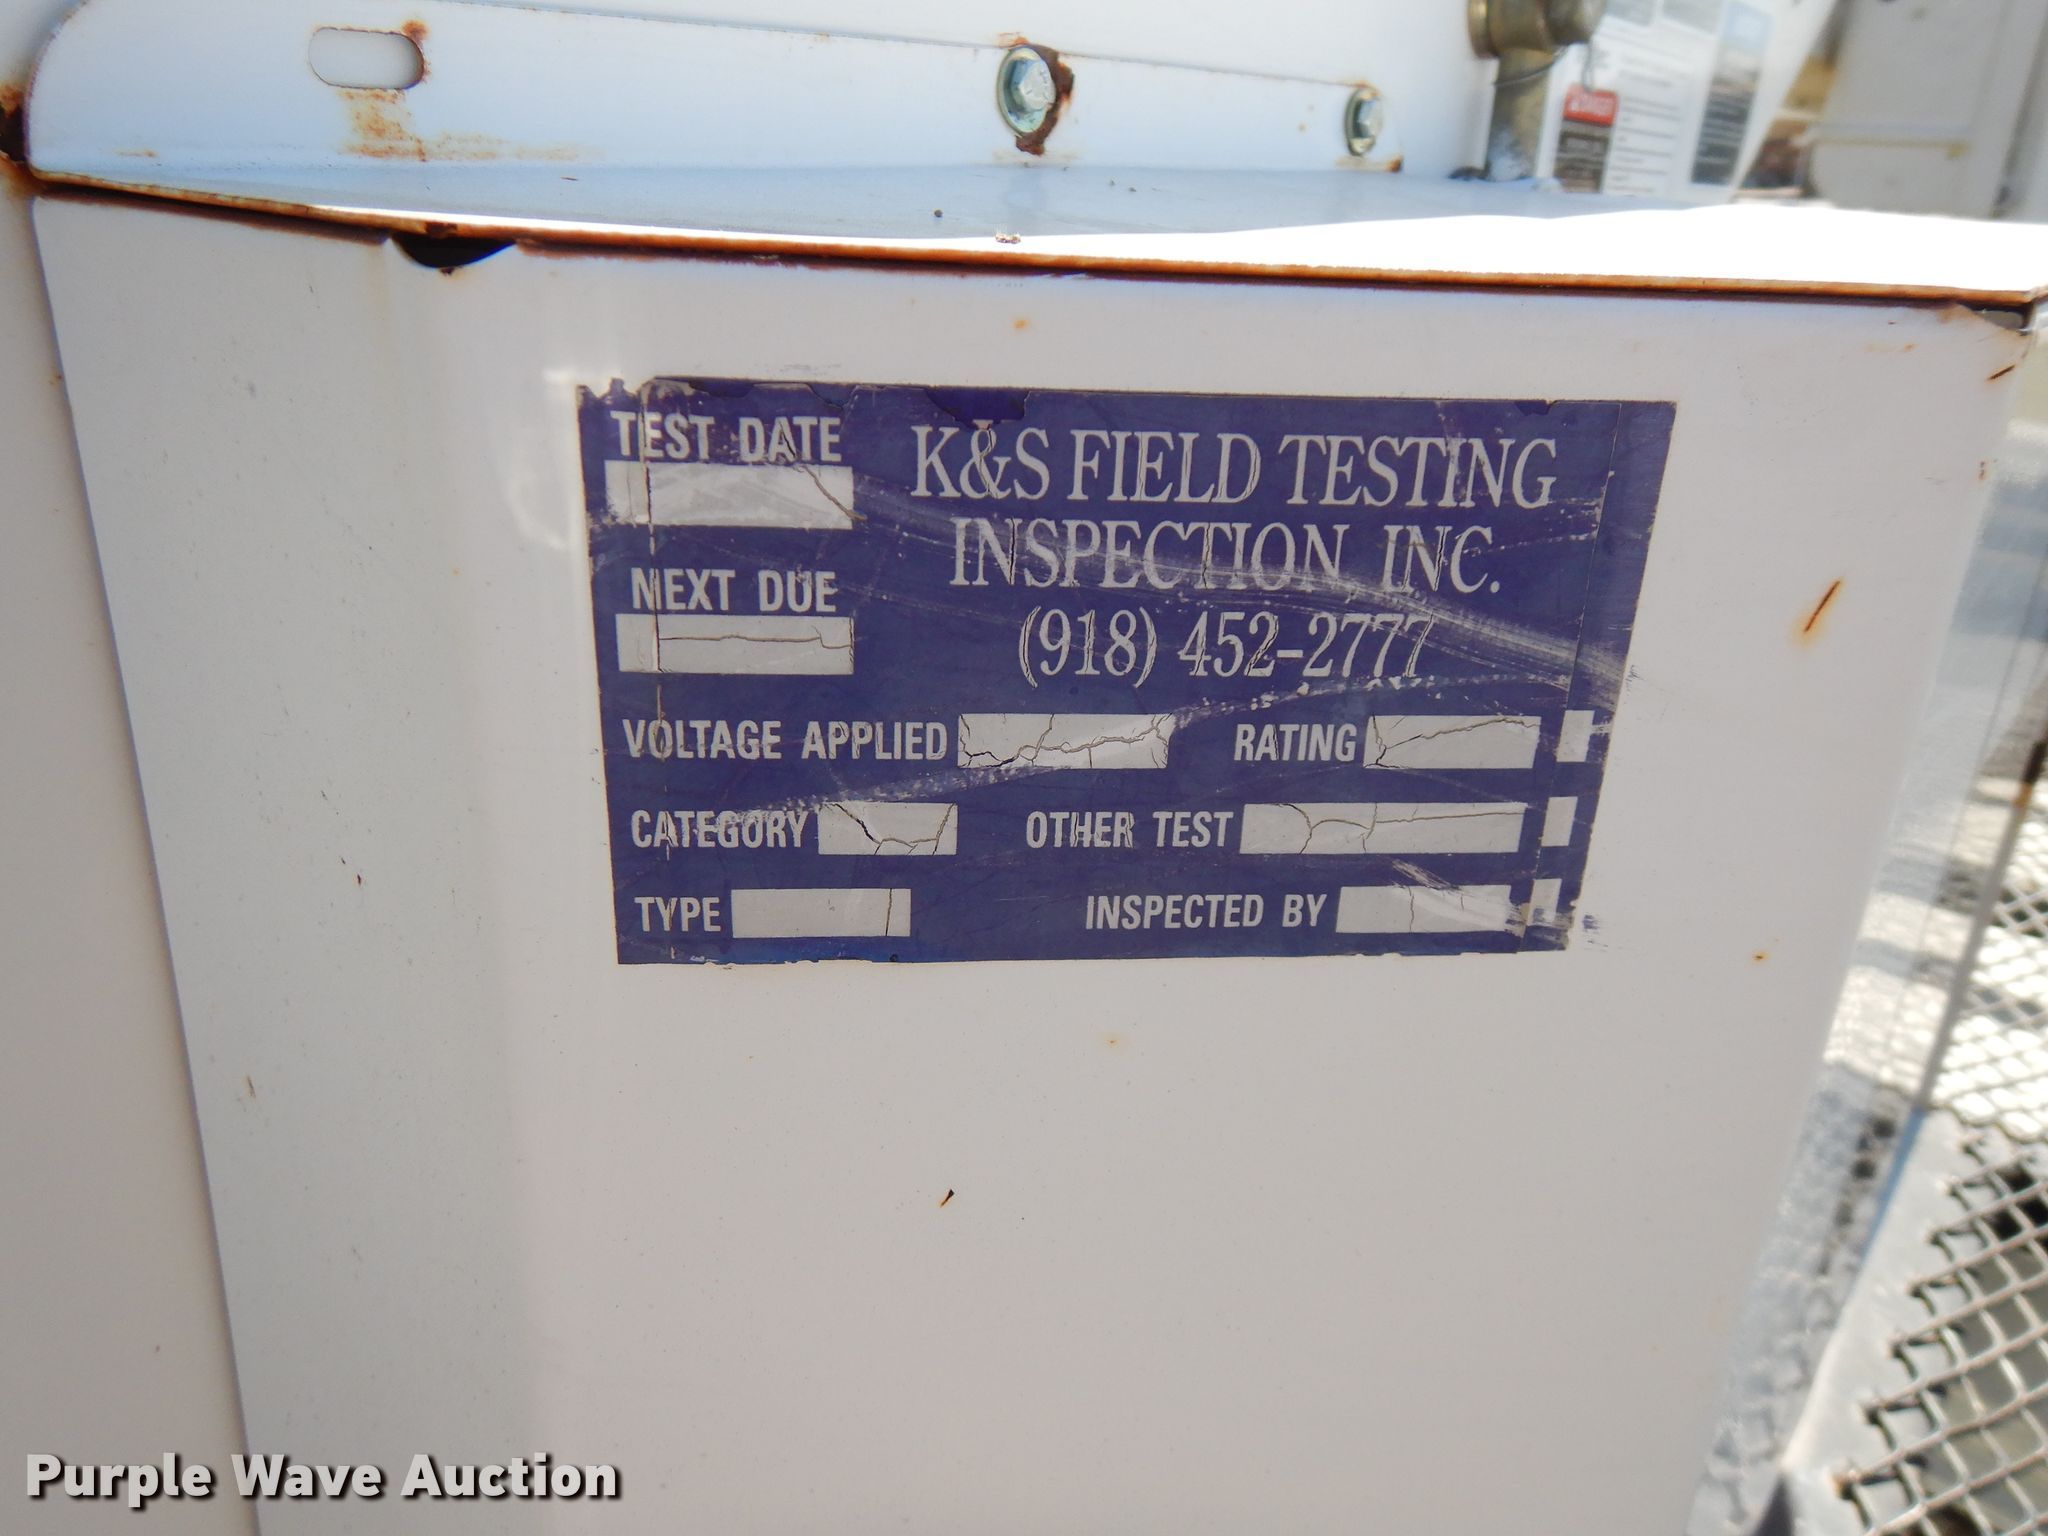 TEST DATE
K&S FIELD TESTING
INSPECTION, INC.
NEXT DUE
(918) 452-2777
VOLTAGE APPLIED
RATING
CATEGORY
OTHER TEST
TYPE
INSPECTED BY
Purple Wave Auction